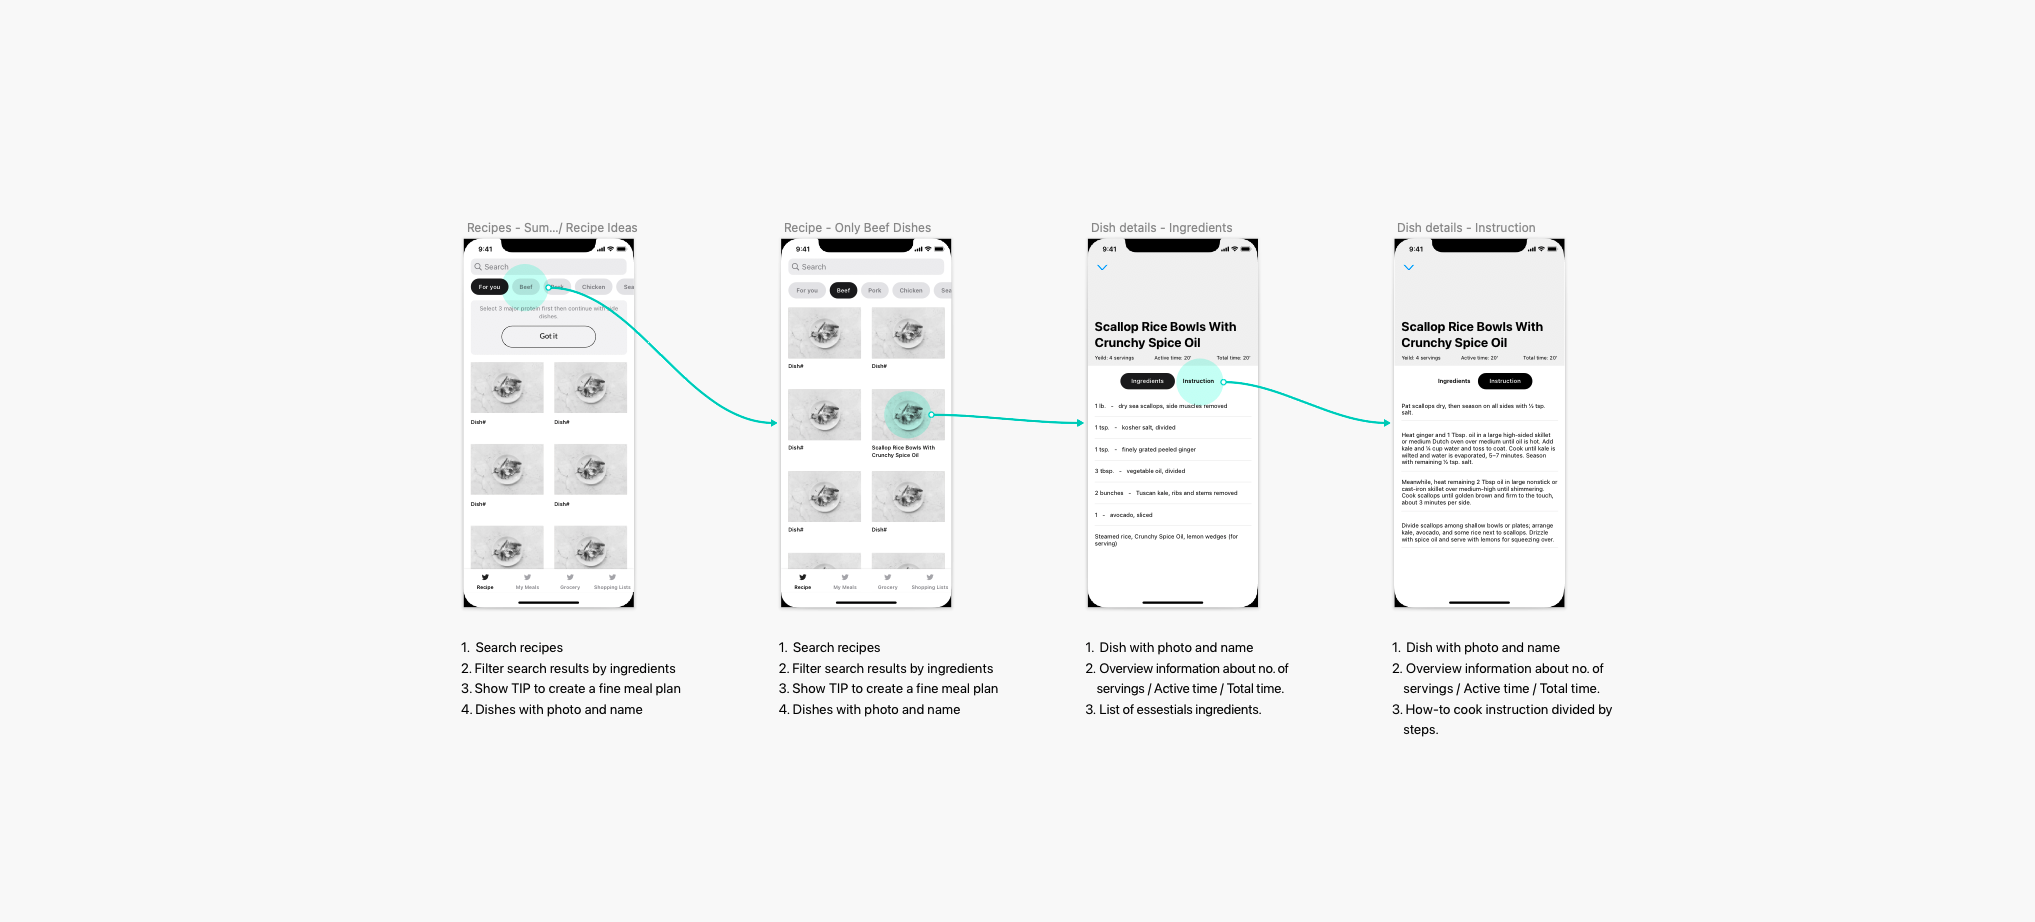 Recipes - Sum.../ Recipe Ideas
9:41
Search
For you
Beef
Pork
Chicken
Sea
Select 3 major protein first then continue with side
dishes
Got it
Dish#
Dish#
Dish#
Dish#
Recipe
My Meals
Grocery
Shopping Lists
1. Search recipes
2. Filter search results by ingredients
3. Show TIP to create a fine meal plan
4. Dishes with photo and name
Recipe - Only Beef Dishes
9:41
Search
For you
Beef
Pork
Chicken
Sea
Dish#
Dish#
Dish#
Scallop Rice Bowls With
Crunchy Spice Oil
Dish#
Dish#
Recipe
My Meals
Grocery
Shopping Lists
1. Search recipes
2. Filter search results by ingredients
3. Show TIP to create a fine meal plan
4. Dishes with photo and name
Dish details - Ingredients
9:41
Scallop Rice Bowls With
Crunchy Spice Oil
Yeild: 4 servings
Active time: 20'
Total time: 20'
Ingredients
Instruction
1 lb. - dry sea scallops, side muscles removed
1 tsp. - kosher salt, divided
1 tsp. - finely grated peeled ginger
3 tbsp. - vegetable oil, divided
2 bunches - Tuscan kale, ribs and stems removed
1 - avocado, sliced
Steamed rice, Crunchy Spice Oil, lemon wedges (for
serving)
1. Dish with photo and name
2. Overview information about no. of
servings / Active time / Total time.
3. List of essestials ingredients.
Dish details - Instruction
9:41
Scallop Rice Bowls With
Crunchy Spice Oil
Yeild: 4 servings
Active time: 20'
Total time: 20'
Ingredients
Instruction
Pat scallops dry, then season on all sides with tsp.
salt.
Heat ginger and 1 Tbsp. oil in a large high-sided skillet
or medium Dutch oven over medium until oil is hot. Add
kale and ¼ cup water and toss to coat. Cook until kale is
wilted and water is evaporated, 5–7 minutes. Season
with remaining tsp. salt.
Meanwhile, heat remaining 2 Tbsp oil in large nonstick or
cast-iron skillet over medium-high until shimmering.
Cook scallops until golden brown and firm to the touch,
about 3 minutes per side.
Divide scallops among shallow bowls or plates; arrange
kale, avocado, and some rice next to scallops. Drizzle
with spice oil and serve with lemons for squeezing over.
1. Dish with photo and name
2. Overview information about no. of
servings / Active time / Total time.
3. How-to cook instruction divided by
steps.